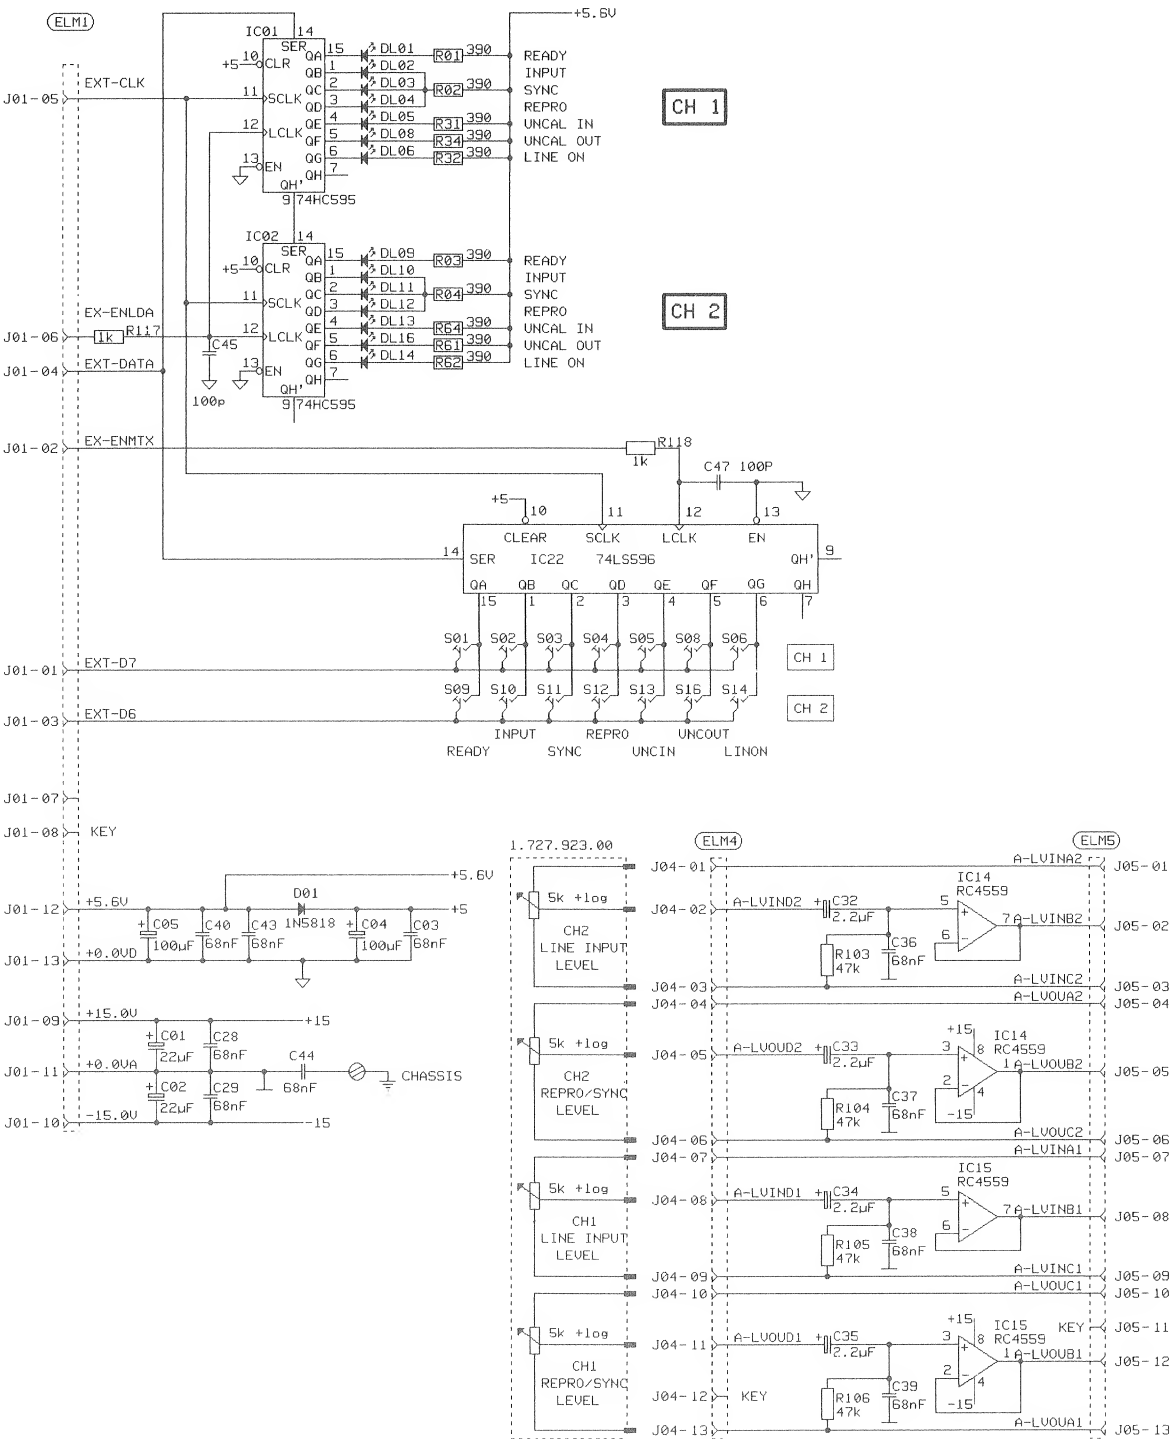 +5.6V
ELM1
IC01 14
SER
QA 15 DL01 R01 390 READY
+5 10 CLR
QB 1 DL02 INPUT
J01-05 EXT-CLK 11 SCLK
QC 2 DL03 R02 390 SYNC
QD 3 DL04 REPRO
CH 1
QE 4 DL05 R31 390 UNCAL IN
12 LCLK
QF 5 DL08 R34 390 UNCAL OUT
QG 6 DL06 R32 390 LINE ON
13 EN
QH 7
QH'
9 74HC595
IC02 14
SER
QA 15 DL09 R03 390 READY
+5 10 CLR
QB 1 DL10 INPUT
11 SCLK
QC 2 DL11 R04 390 SYNC
QD 3 DL12 REPRO
CH 2
EX-ENLDA
QE 4 DL13 R64 390 UNCAL IN
J01-06 1k R117 12 LCLK
QF 5 DL16 R61 390 UNCAL OUT
C45
QG 6 DL14 R62 390 LINE ON
J01-04 EXT-DATA 13 EN
QH 7
QH'
100p
9 74HC595
J01-02 EX-ENMTX R118
1k
C47 100P
+5 10 11 12 13
CLEAR SCLK LCLK EN
14 SER IC22 74LS596 QH' 9
QA QB QC QD QE QF QG QH
15 1 2 3 4 5 6 7
S01 S02 S03 S04 S05 S08 S06
CH 1
J01-01 EXT-D7
S09 S10 S11 S12 S13 S16 S14
CH 2
J01-03 EXT-D6
INPUT REPRO UNCOUT
READY SYNC UNCIN LINON
J01-07
J01-08 KEY
1.727.923.00 ELM4 ELM5
J04-01 A-LVINA2 J05-01
+5.6V
IC14
RC4559
D01
J01-12 +5.6V 1N5818 +5
5k +log J04-02 A-LVIND2 + C32 2.2µF 5 + 7 A-LVINB2 J05-02
+ C05 100µF C40 68nF C43 68nF + C04 100µF C03 68nF
CH2
LINE INPUT
LEVEL
R103 47k C36 68nF 6 -
J01-13 +0.0VD
J04-03 A-LVINC2 J05-03
J04-04 A-LVOUA2 J05-04
J01-09 +15.0V +15
+15
IC14
RC4559
8
+ C01 22µF C28 68nF
5k +log J04-05 A-LVOUD2 + C33 2.2µF 3 + 1 A-LVOUB2 J05-05
J01-11 +0.0VA C44 68nF CHASSIS
+ C02 22µF C29 68nF
CH2
REPRO/SYNC
LEVEL
R104 47k C37 68nF 2 - 4
-15
J01-10 -15.0V -15
J04-06 A-LVOUC2 J05-06
J04-07 A-LVINA1 J05-07
IC15
RC4559
5k +log J04-08 A-LVIND1 + C34 2.2µF 5 + 7 A-LVINB1 J05-08
CH1
LINE INPUT
LEVEL
R105 47k C38 68nF 6 -
J04-09 A-LVINC1 J05-09
J04-10 A-LVOUC1 J05-10
+15
IC15
RC4559
8
KEY J05-11
5k +log J04-11 A-LVOUD1 + C35 2.2µF 3 + 1 A-LVOUB1 J05-12
CH1
REPRO/SYNC
LEVEL
J04-12 KEY
R106 47k C39 68nF 2 - 4
-15
J04-13 A-LVOUA1 J05-13